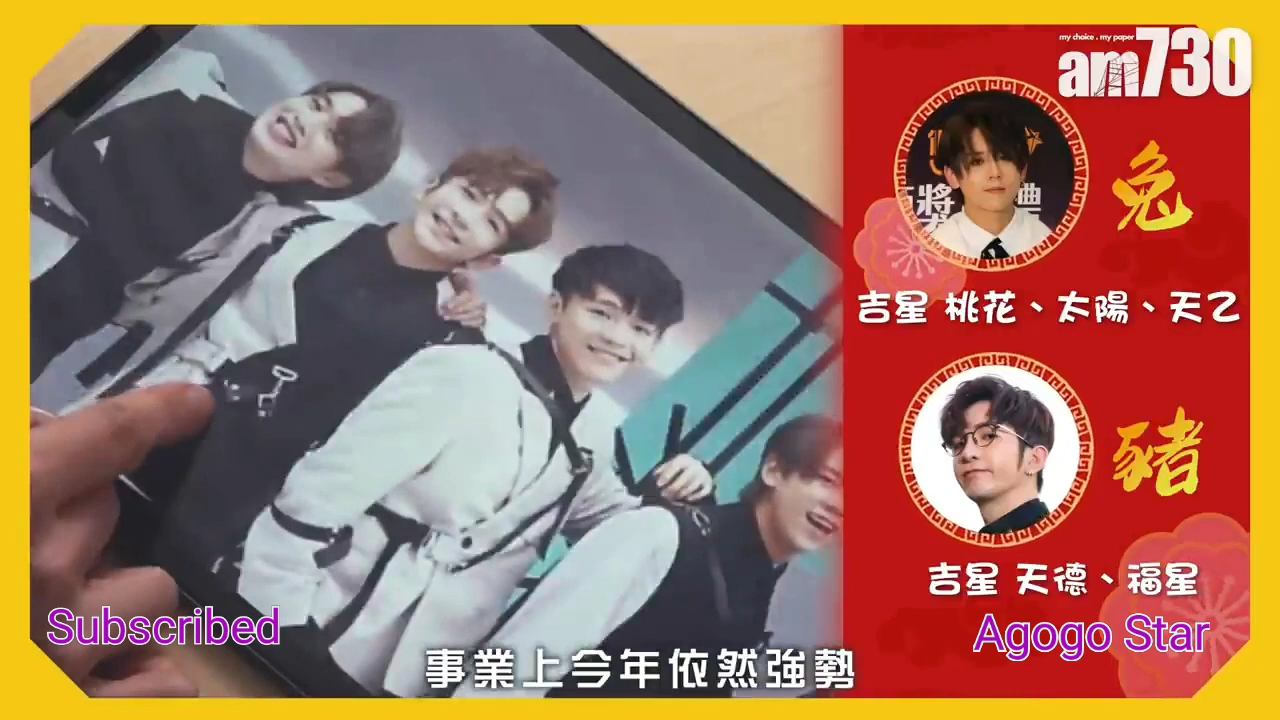 my choice . my paper
am730
兔
吉星 桃花、太陽、天乙
豬
吉星 天德、福星
Subscribed
Agogo Star
事業上今年依然強勢